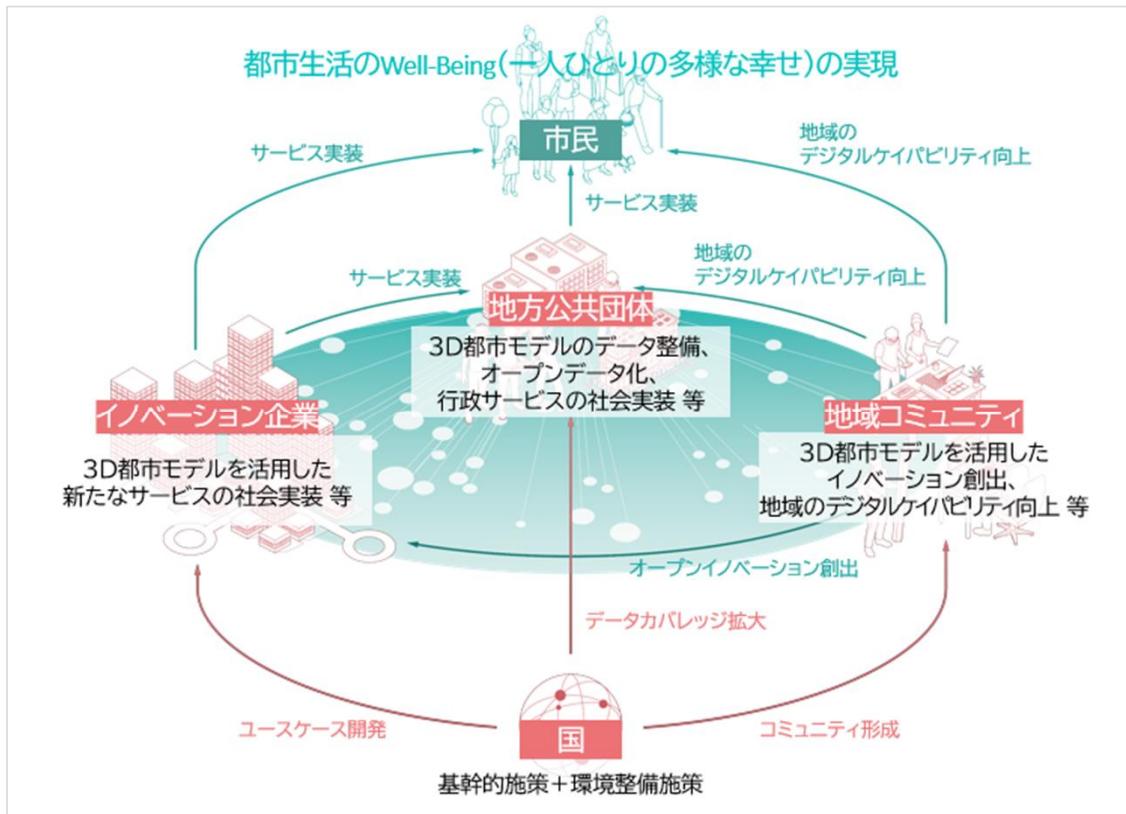 都市生活のWell-Being(一人ひとりの多様な幸せ)の実現
市民
サービス実装
地域の
デジタルケイパビリティ向上
サービス実装
サービス実装
地域の
デジタルケイパビリティ向上
地方公共団体
3D都市モデルのデータ整備、
オープンデータ化、
行政サービスの社会実装 等
イノベーション企業
3D都市モデルを活用した
新たなサービスの社会実装 等
地域コミュニティ
3D都市モデルを活用した
イノベーション創出、
地域のデジタルケイパビリティ向上 等
オープンイノベーション創出
データカバレッジ拡大
ユースケース開発
コミュニティ形成
国
基幹的施策+環境整備施策